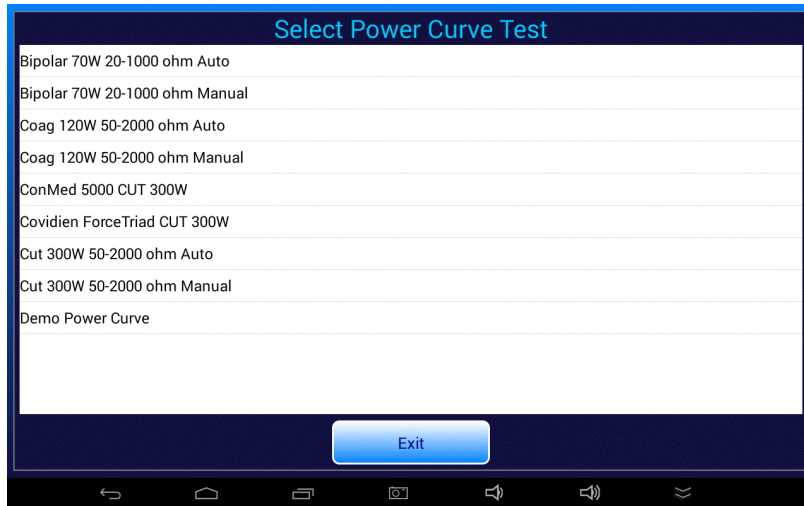 Select Power Curve Test
Bipolar 70W 20-1000 ohm Auto
Bipolar 70W 20-1000 ohm Manual
Coag 120W 50-2000 ohm Auto
Coag 120W 50-2000 ohm Manual
ConMed 5000 CUT 300W
Covidien ForceTriad CUT 300W
Cut 300W 50-2000 ohm Auto
Cut 300W 50-2000 ohm Manual
Demo Power Curve
Exit